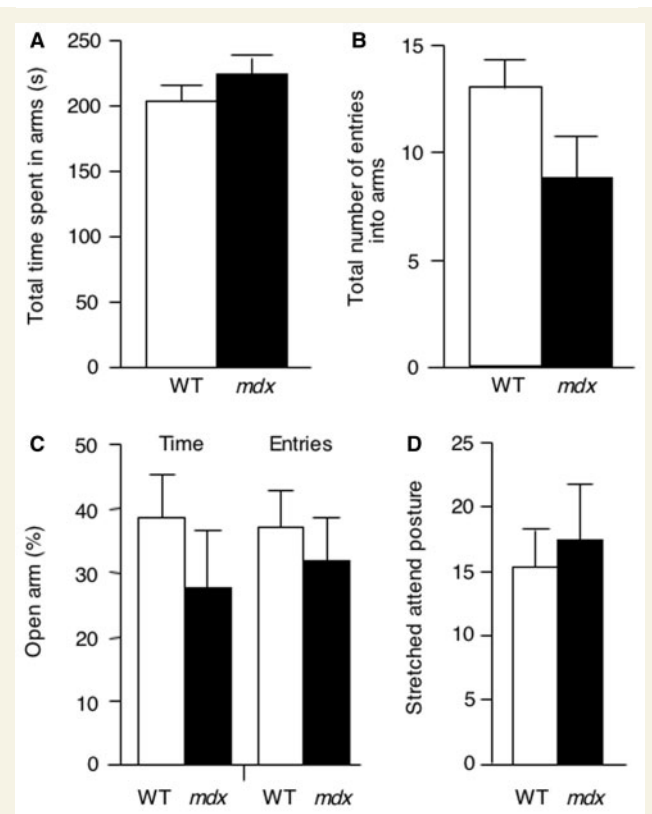 A
Total time spent in arms (s)
250
200
150
100
50
0
WT mdx
B
Total number of entries
into arms
15
10
5
0
WT mdx
C
Open arm (%)
Time Entries
50
40
30
20
10
0
WT mdx WT mdx
D
Stretched attend posture
25
20
15
10
5
0
WT mdx